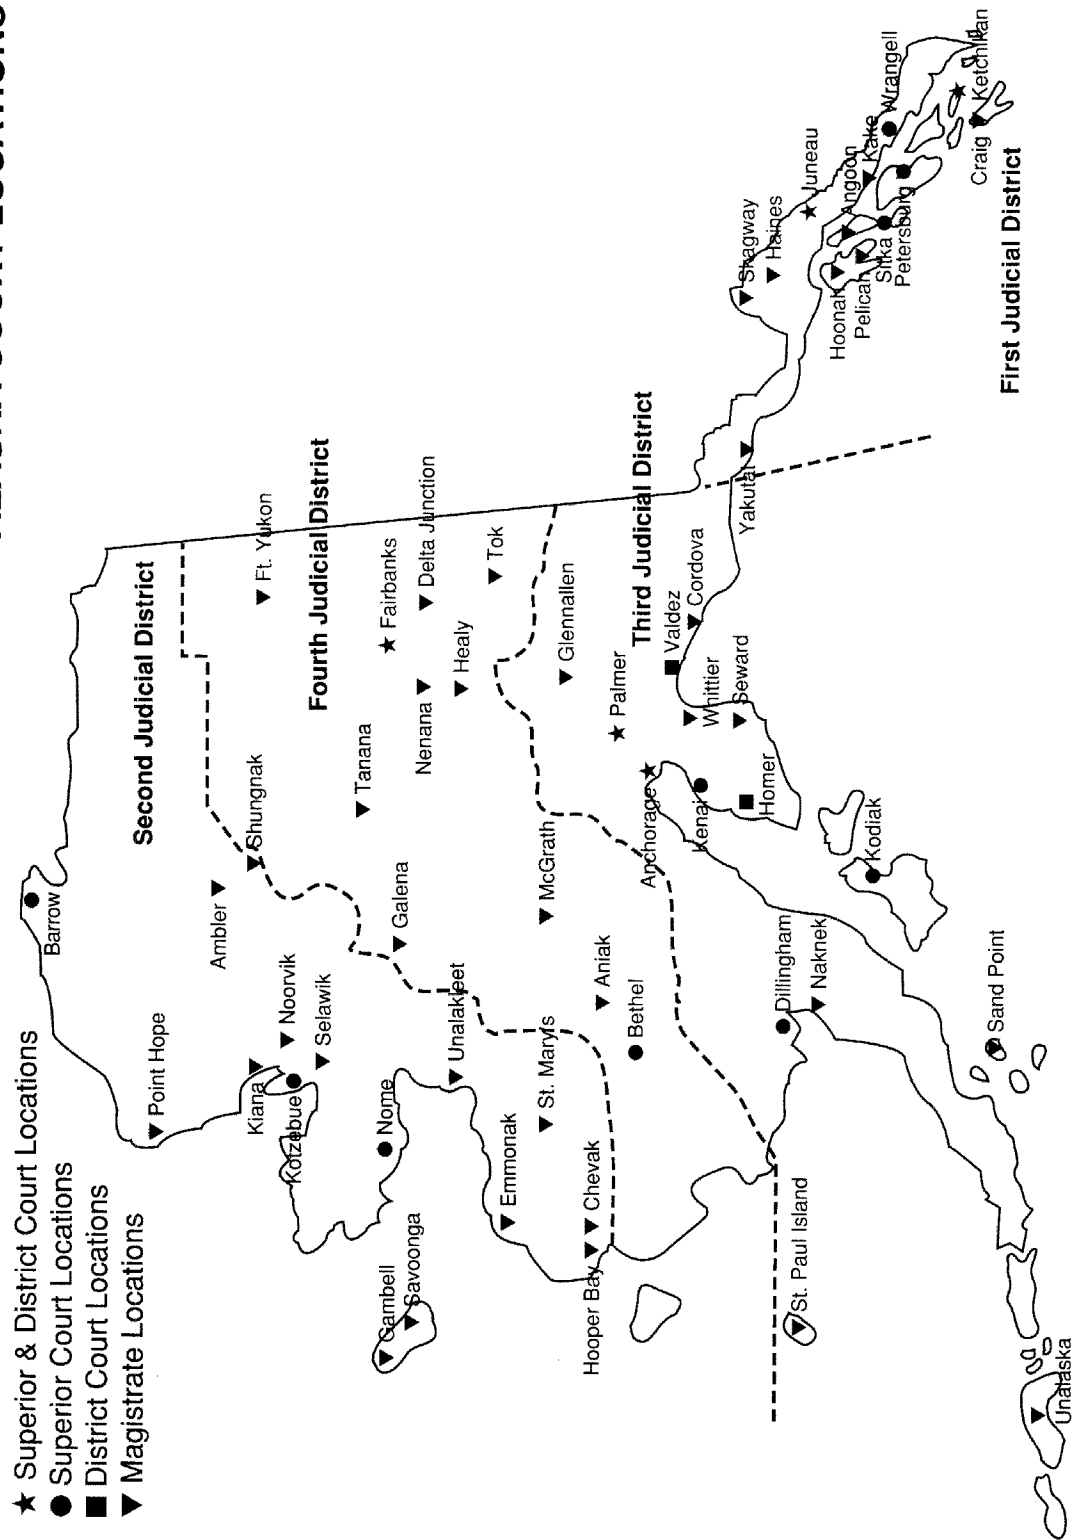 ★ Superior & District Court Locations
● Superior Court Locations
■ District Court Locations
▼ Magistrate Locations
Barrow
Point Hope
Second Judicial District
Ambler
Shungnak
Kiana
Noorvik
Kotzebue
Selawik
Ft. Yukon
Fourth Judicial District
Tanana
Fairbanks
Nome
Galena
Gambell
Savoonga
Nenana
Delta Junction
Unalakleet
Healy
Tok
Emmonak
St. Marys
McGrath
Glennallen
Hooper Bay
Chevak
Aniak
Bethel
Palmer
Third Judicial District
Anchorage
Valdez
Kenai
Whittier
Cordova
Homer
Seward
Yakutat
Skagway
Haines
Juneau
St. Paul Island
Dillingham
Naknek
Kodiak
Hoonah
Pelican
Angoon
Kake
Sitka
Petersburg
Wrangell
Craig
Ketchikan
First Judicial District
Sand Point
Unalaska